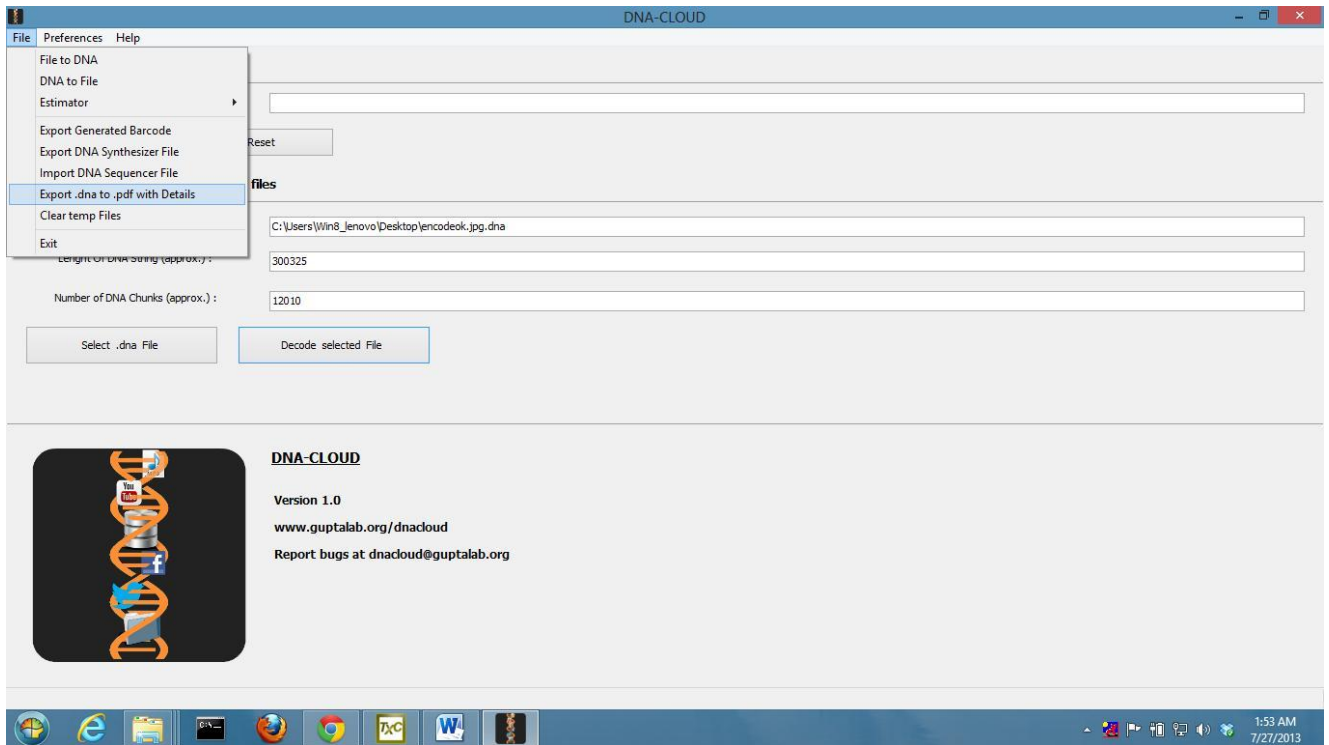 DNA-CLOUD
File Preferences Help
File to DNA
DNA to File
Estimator
Export Generated Barcode
Export DNA Synthesizer File
Import DNA Sequencer File
Export .dna to .pdf with Details
Clear temp Files
Exit
Reset
files
C:\Users\Win8_lenovo\Desktop\encodeok.jpg.dna
Lenght Of DNA String (approx.) :
300325
Number of DNA Chunks (approx.) :
12010
Select .dna File
Decode selected File
DNA-CLOUD
Version 1.0
www.guptalab.org/dnacloud
Report bugs at dnacloud@guptalab.org
You
Tube
f
C:\_
TXC
W
1:53 AM
7/27/2013